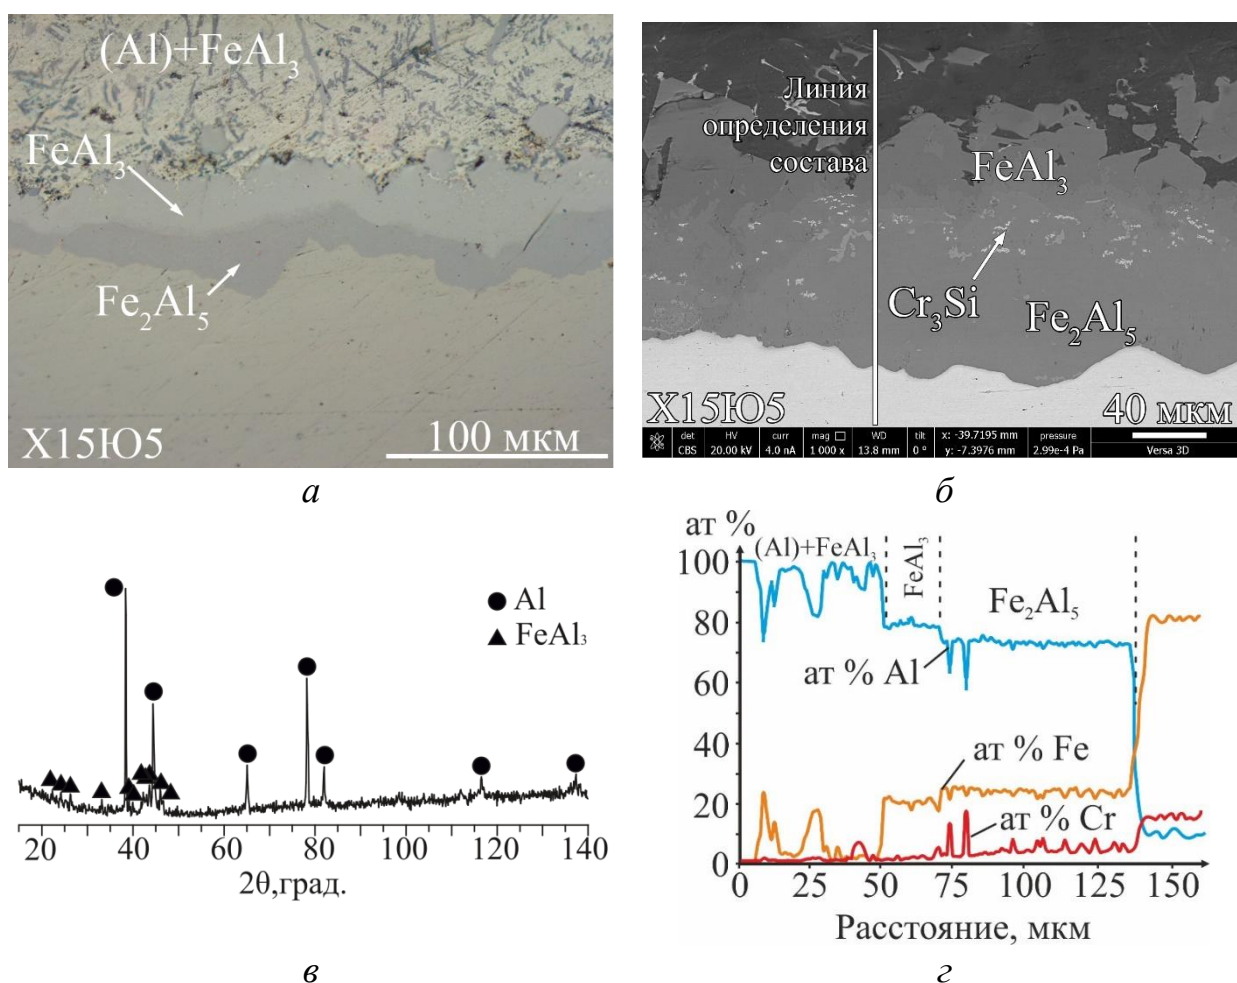 (Al)+FeAl₃
FeAl₃
Fe₂Al₅
Х15Ю5
100 мкм
а
Линия
определения
состава
FeAl₃
Cr₃Si
Fe₂Al₅
Х15Ю5
40 мкм
det HV curr mag WD tilt x: -39.7195 mm pressure
CBS 20.00 kV 4.0 nA 1 000 x 13.8 mm 0 ° y: -7.3976 mm 2.99e-4 Pa Versa 3D
б
Al
FeAl₃
20 40 60 80 100 120 140
2θ,град.
в
ат %
100
80
60
40
20
0
(Al)+FeAl₃
FeAl₃
Fe₂Al₅
ат % Al
ат % Fe
ат % Cr
0 25 50 75 100 125 150
Расстояние, мкм
г